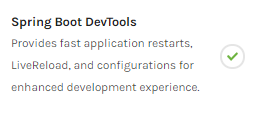 Spring Boot DevTools
Provides fast application restarts,
LiveReload, and configurations for
enhanced development experience.